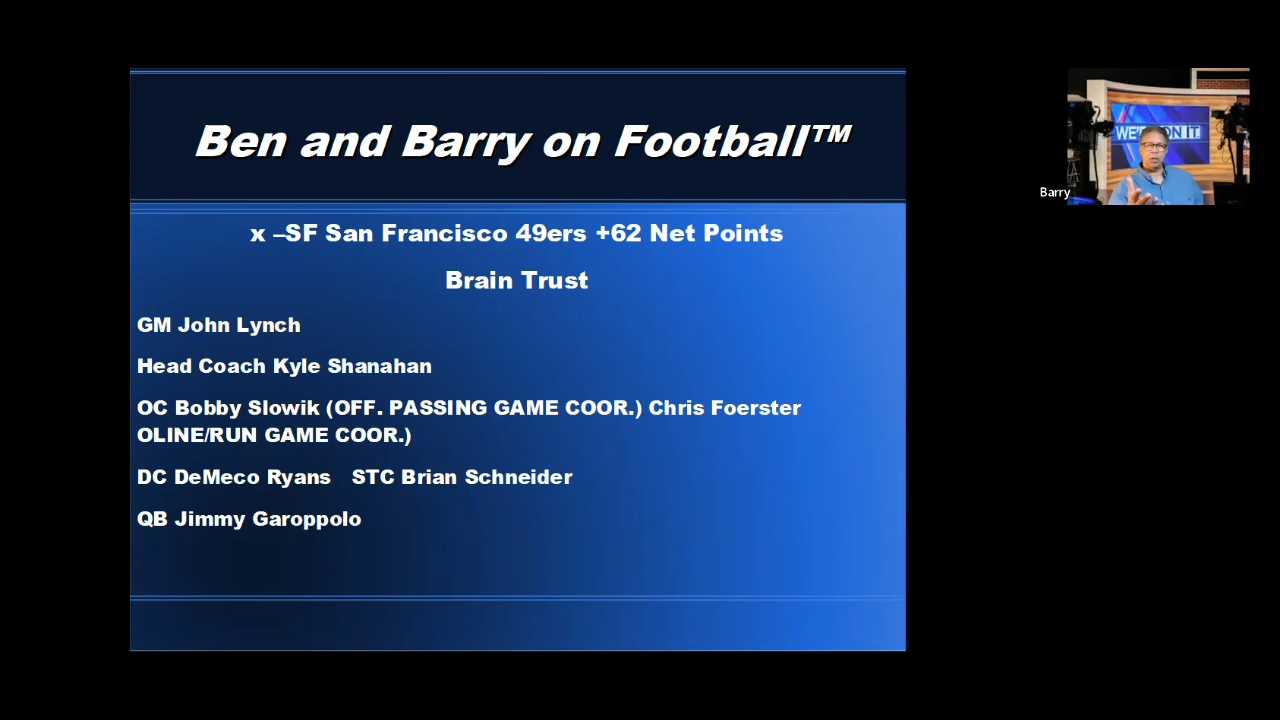 Ben and Barry on Football™
x –SF San Francisco 49ers +62 Net Points
Brain Trust
GM John Lynch
Head Coach Kyle Shanahan
OC Bobby Slowik (OFF. PASSING GAME COOR.) Chris Foerster
OLINE/RUN GAME COOR.)
DC DeMeco Ryans STC Brian Schneider
QB Jimmy Garoppolo
ON IT.
Barry